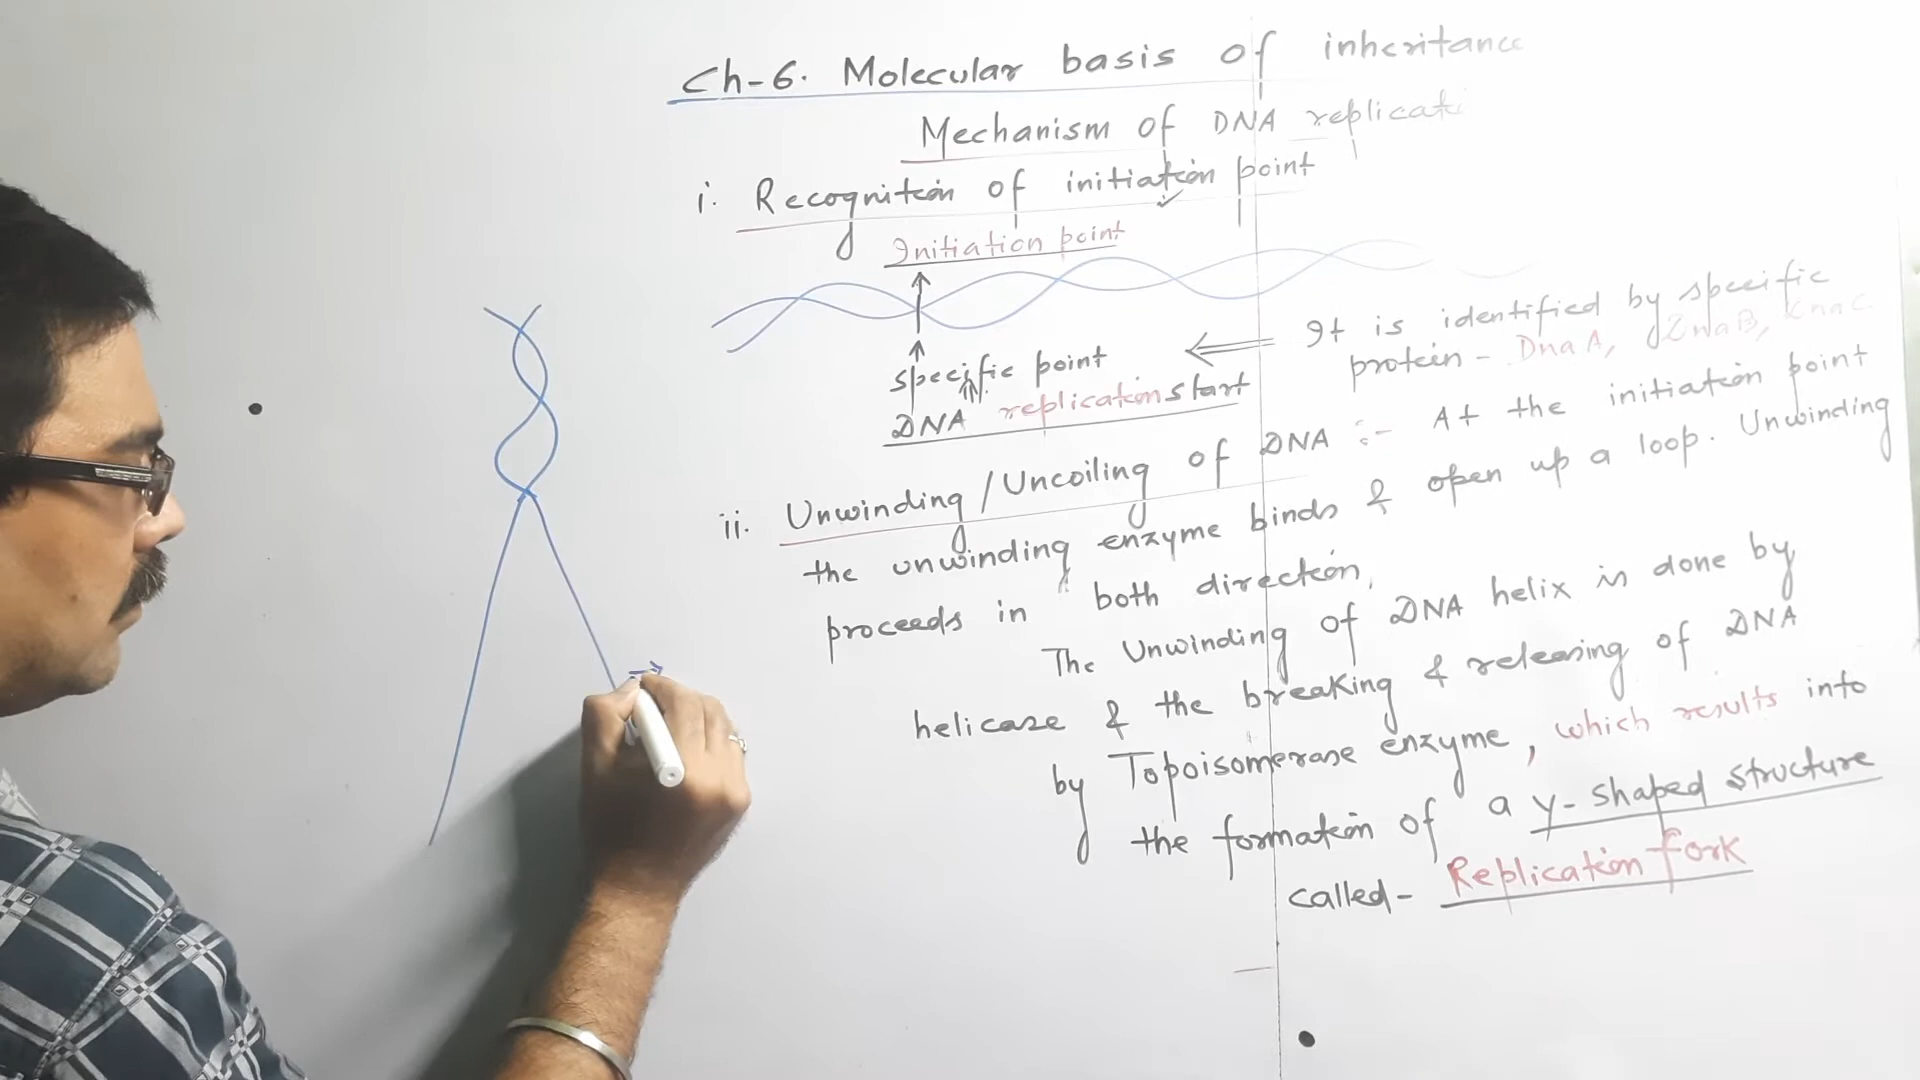 Ch-6. Molecular basis of inheritance
Mechanism of DNA replicati
i. Recognition of initiation point
Initiation point
specific point
DNA replication start
It is identified by specific
protein - DnaA, DnaB, DnaC
ii. Unwinding/Uncoiling of DNA :- At the initiation point
the unwinding enzyme binds & open up a loop. Unwinding
proceeds in both direction,
The Unwinding of DNA helix is done by
helicase & the breaking & releasing of DNA
by Topoisomerase enzyme, which results into
the formation of a Y-shaped structure
called- Replication fork